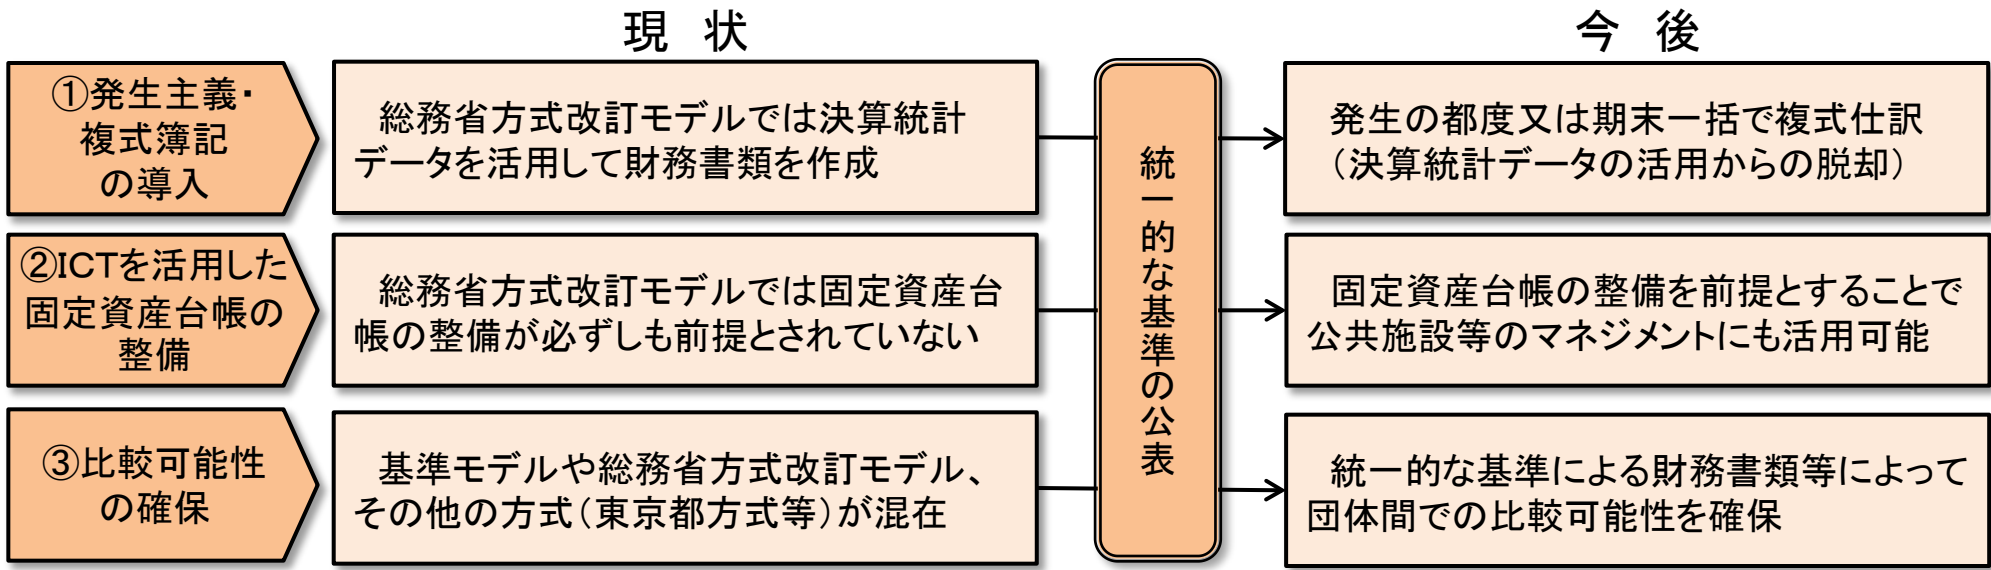 現　状
今　後
①発生主義・
複式簿記
の導入
総務省方式改訂モデルでは決算統計
データを活用して財務書類を作成
発生の都度又は期末一括で複式仕訳
（決算統計データの活用からの脱却）
②ICTを活用した
固定資産台帳の
整備
総務省方式改訂モデルでは固定資産台
帳の整備が必ずしも前提とされていない
固定資産台帳の整備を前提とすることで
公共施設等のマネジメントにも活用可能
③比較可能性
の確保
基準モデルや総務省方式改訂モデル、
その他の方式（東京都方式等）が混在
統一的な基準による財務書類等によって
団体間での比較可能性を確保
統一的な基準の公表